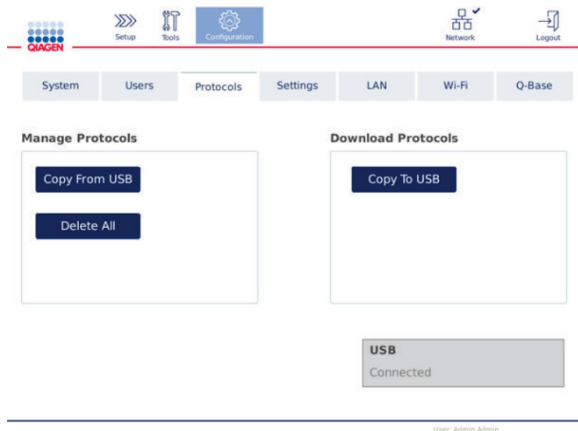 QIAGEN
Setup
Tools
Configuration
Network
Logout
System Users Protocols Settings LAN Wi-Fi Q-Base
Manage Protocols
Download Protocols
Copy From USB
Delete All
Copy To USB
USB
Connected
User: Admin Admin